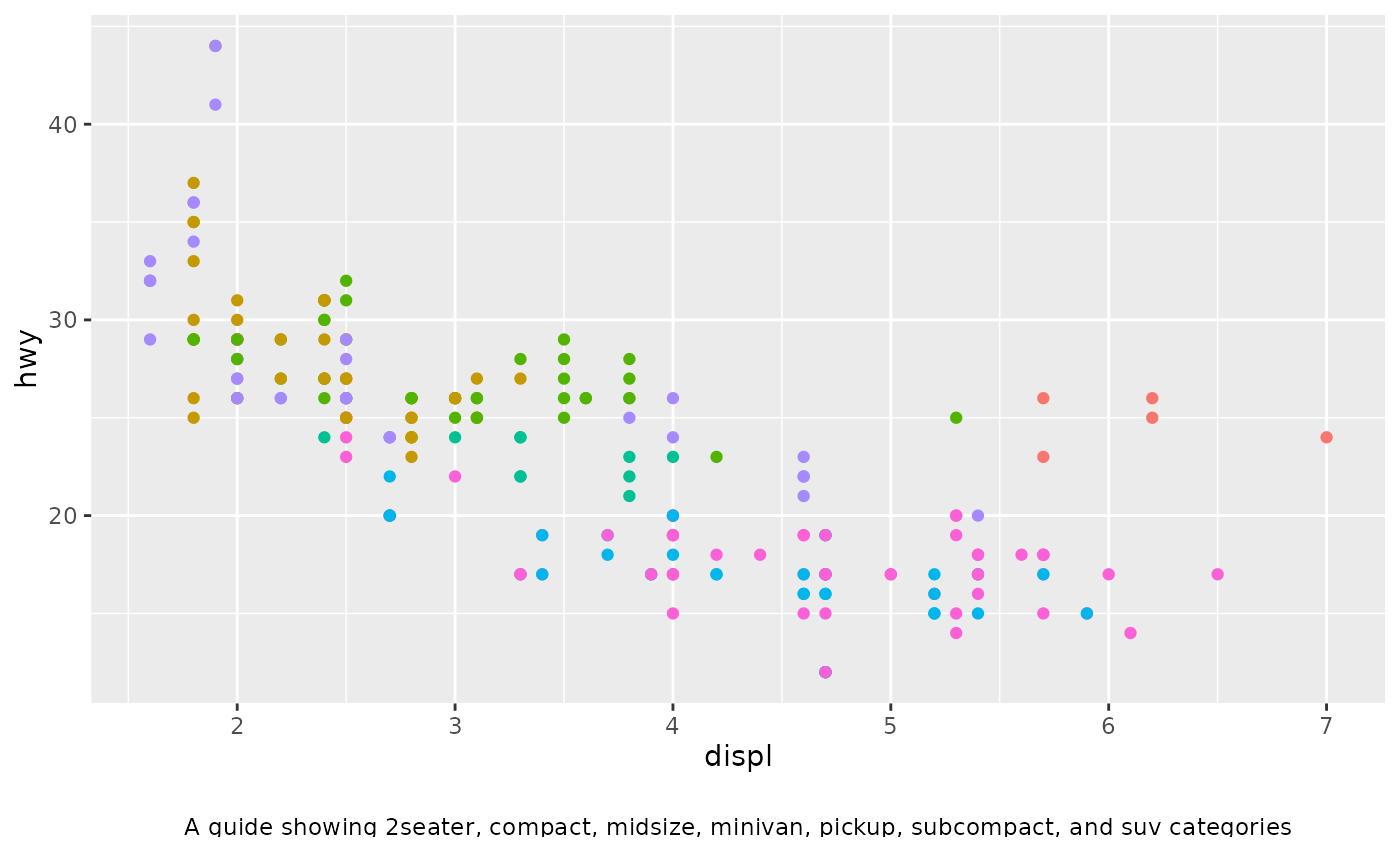 40
30
20
hwy
2 3 4 5 6 7
displ
A guide showing 2seater, compact, midsize, minivan, pickup, subcompact, and suv categories